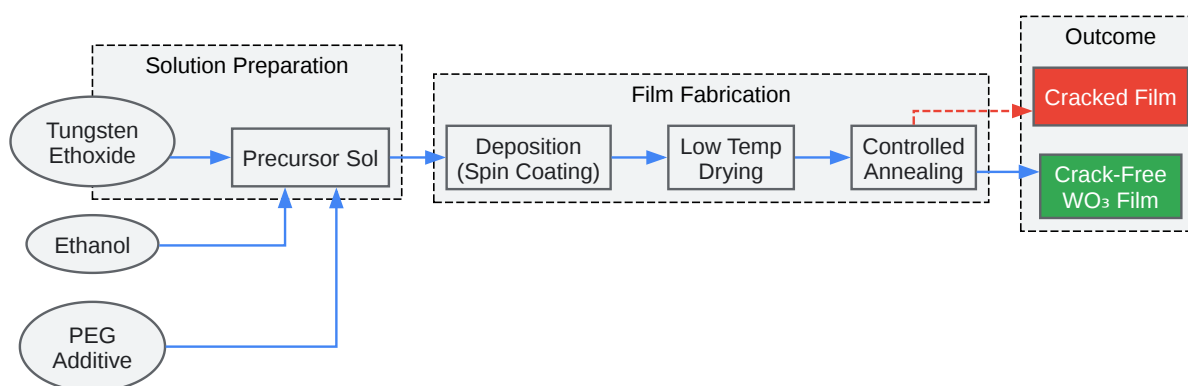 Solution Preparation
Tungsten
Ethoxide
Precursor Sol
Ethanol
PEG
Additive
Film Fabrication
Deposition
(Spin Coating)
Low Temp
Drying
Controlled
Annealing
Outcome
Cracked Film
Crack-Free
WO₃ Film